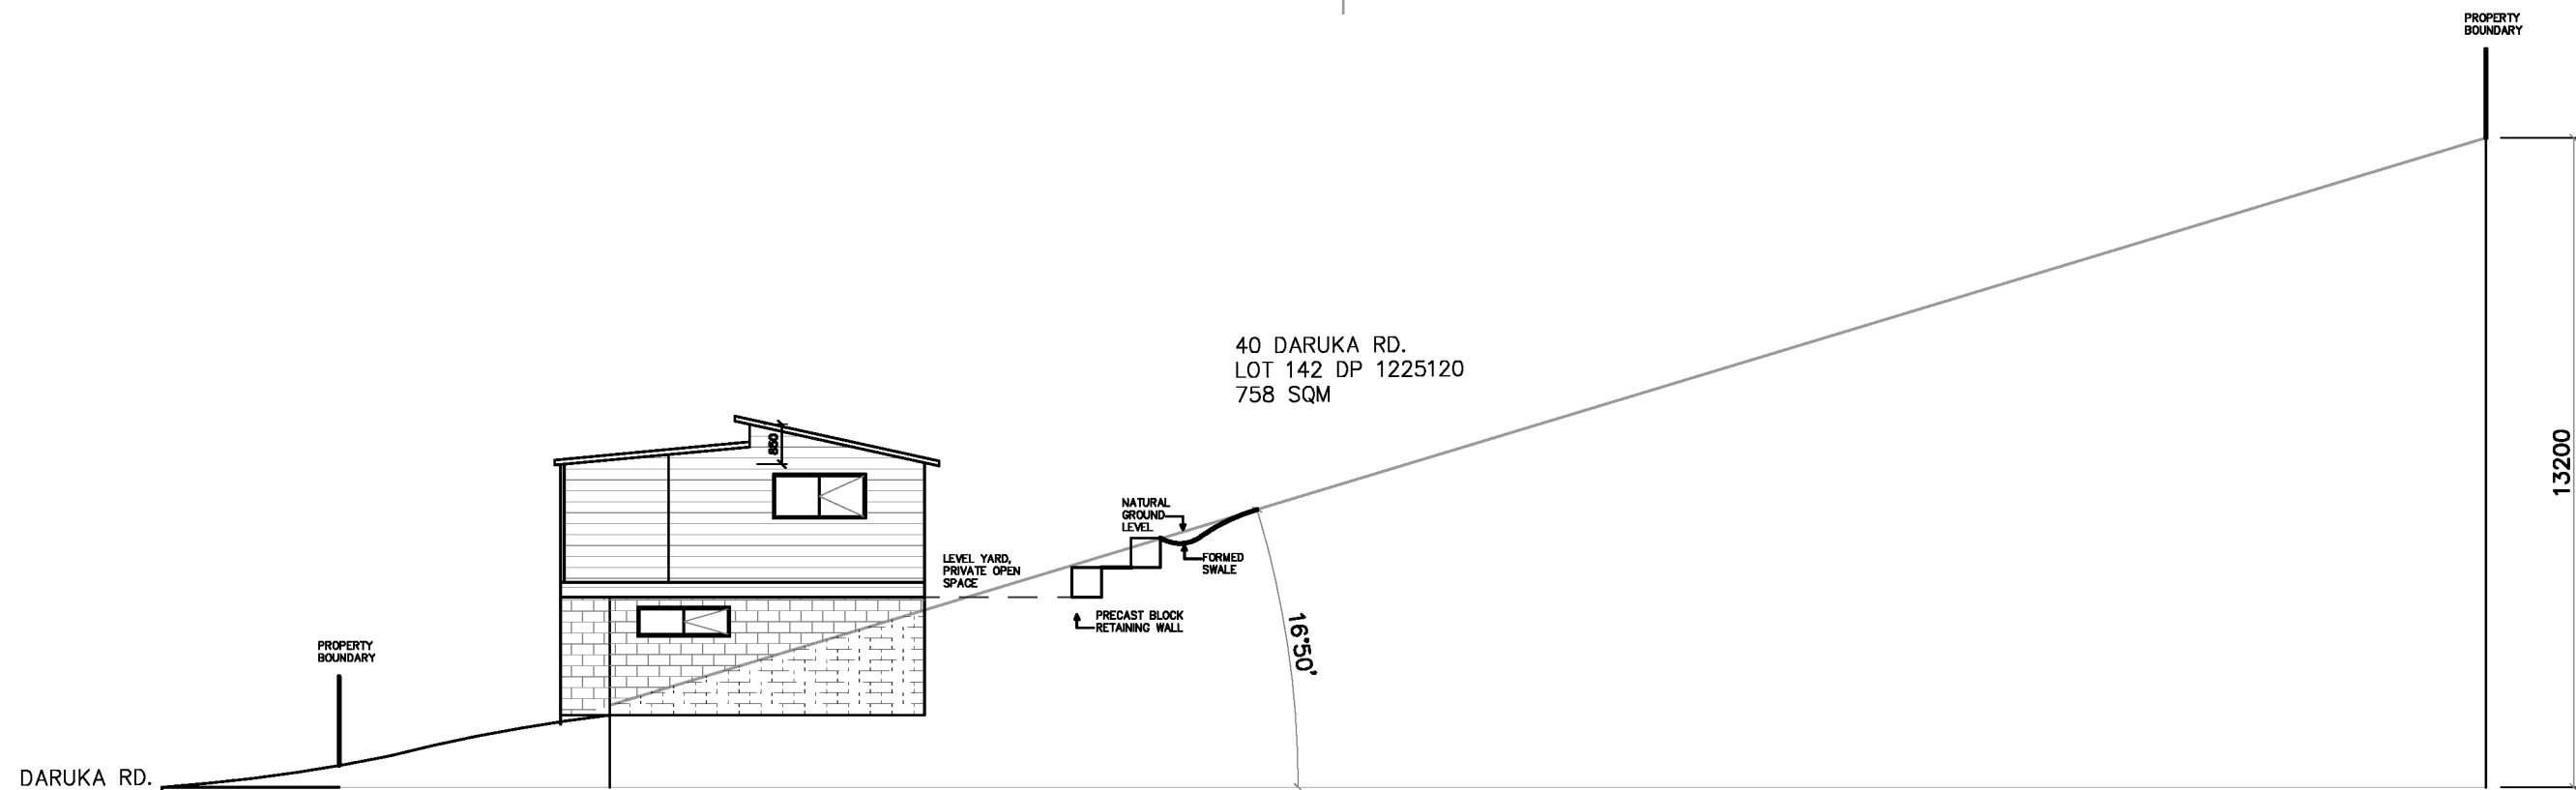 PROPERTY
BOUNDARY
40 DARUKA RD.
LOT 142 DP 1225120
758 SQM
850
13200
NATURAL
GROUND
LEVEL
LEVEL YARD,
PRIVATE OPEN
SPACE
FORMED
SWALE
PRECAST BLOCK
RETAINING WALL
16°50'
PROPERTY
BOUNDARY
DARUKA RD.